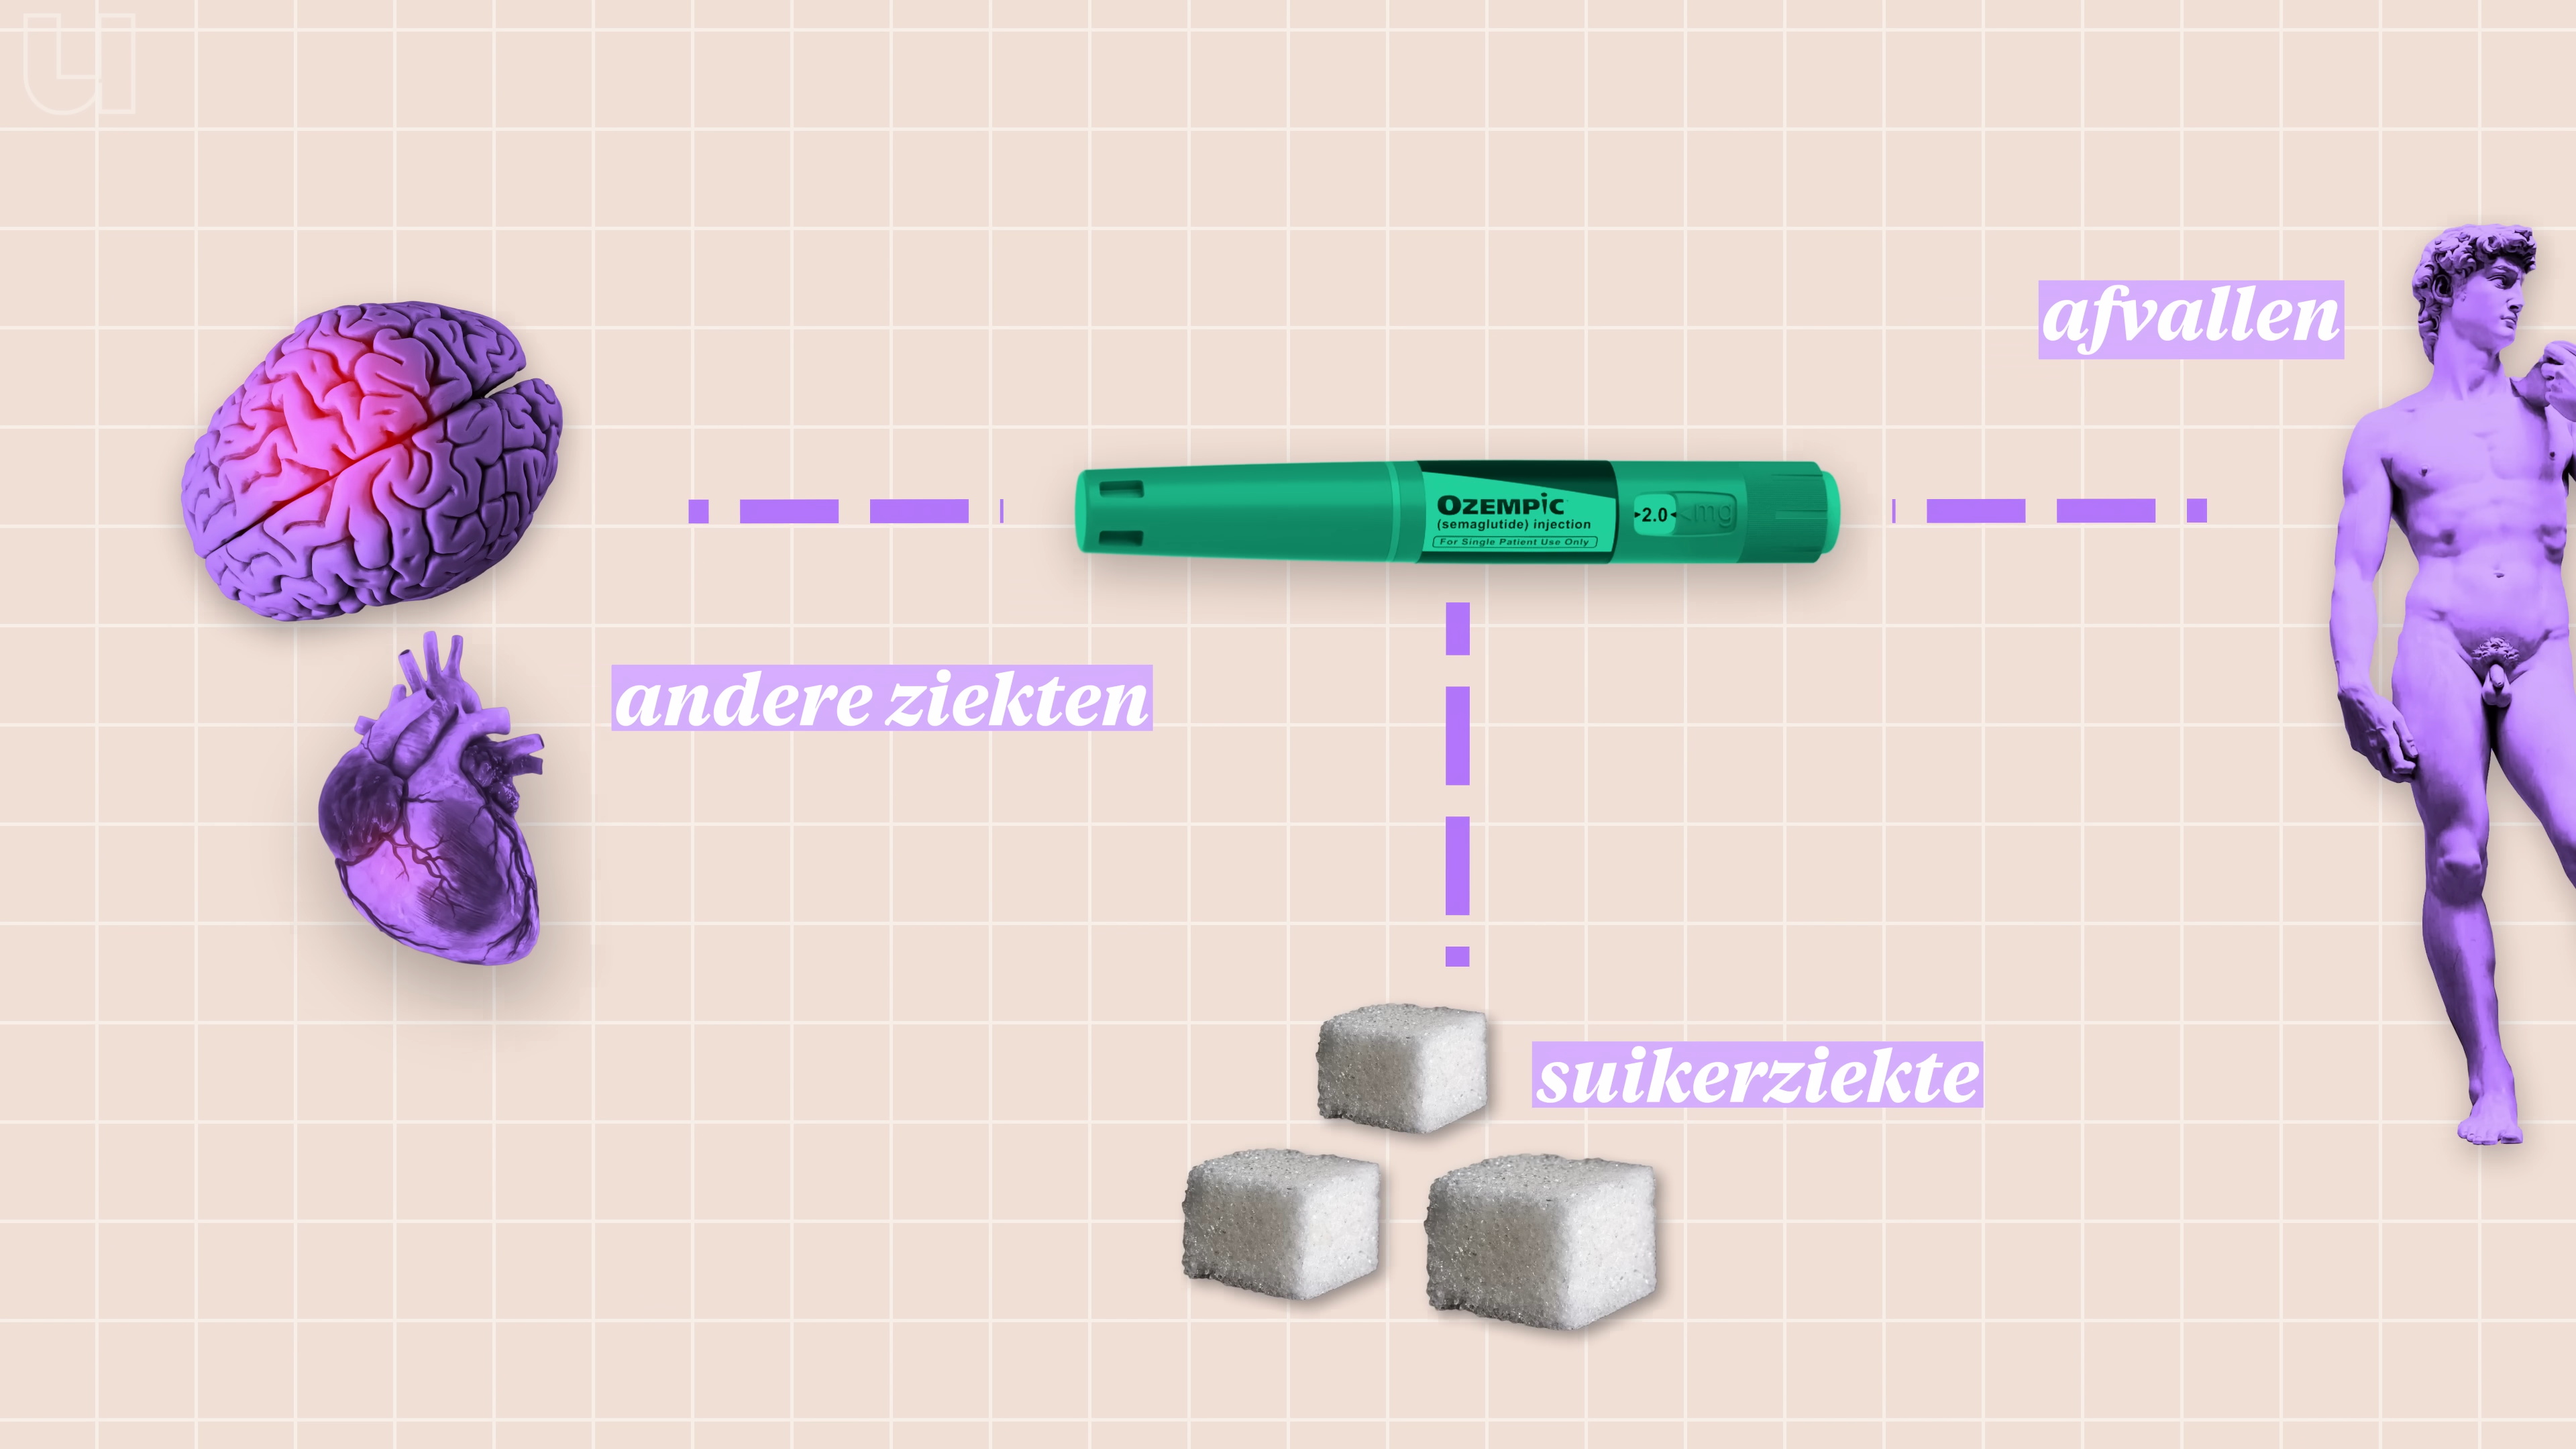 u
afvallen
OZEMPIC
(semaglutide) injection
For Single Patient Use Only
2.0
mg
andere ziekten
suikerziekte